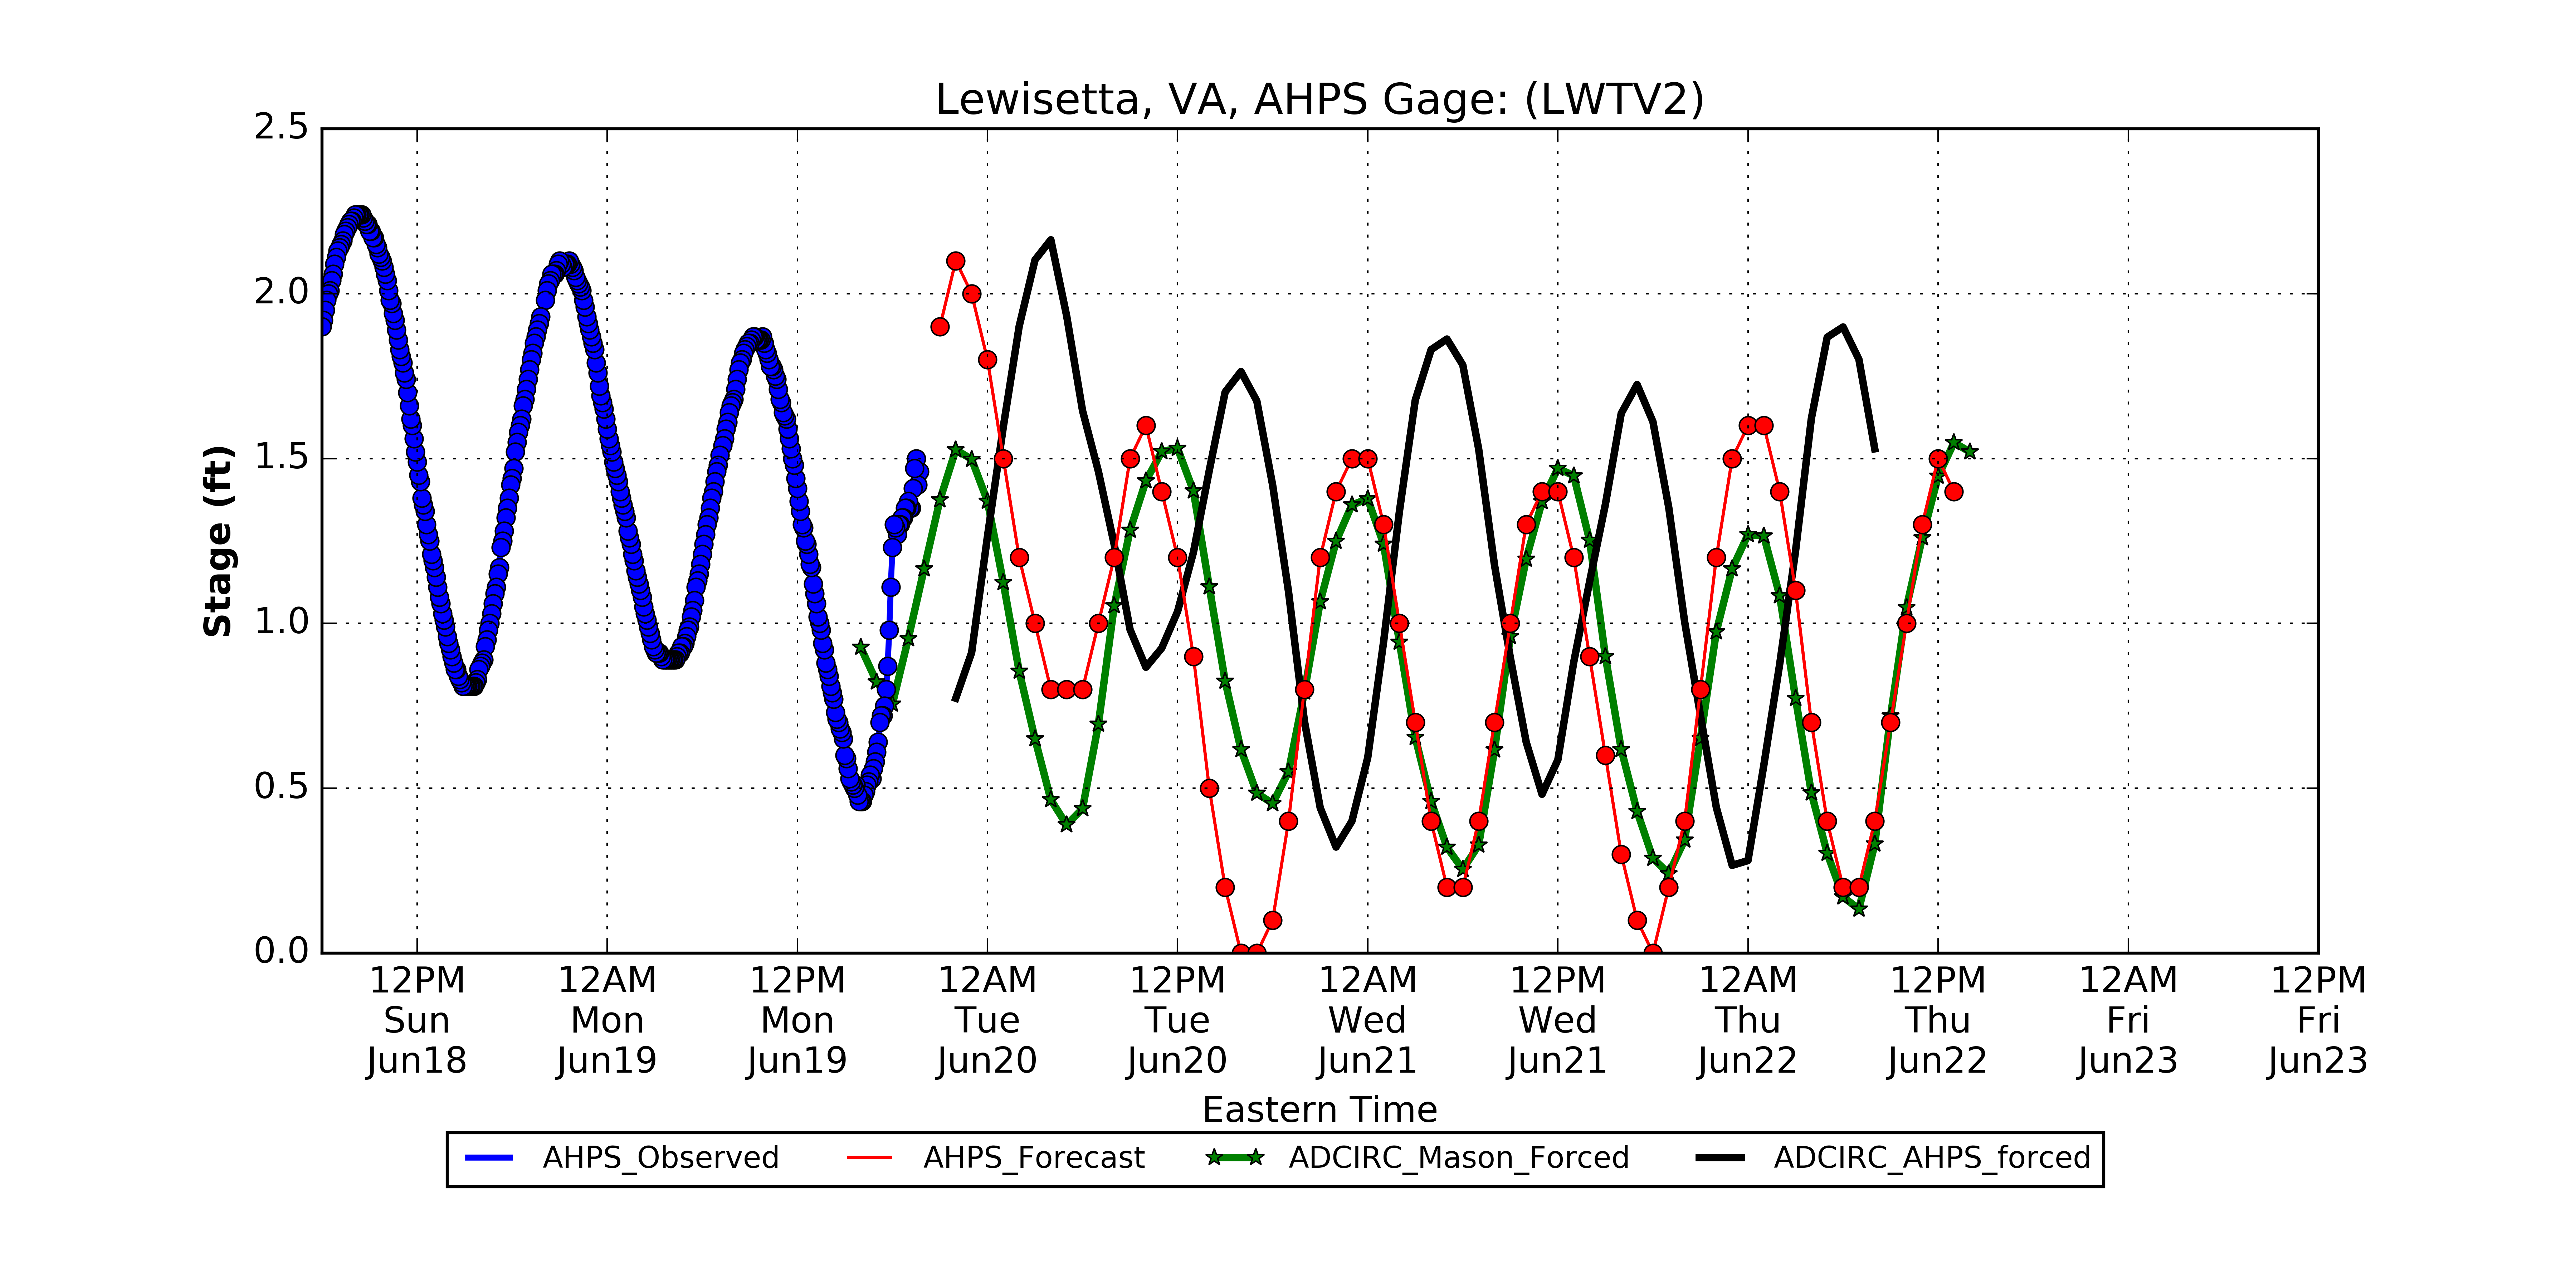 Lewisetta, VA, AHPS Gage: (LWTV2)
2.5
2.0
1.5
1.0
0.5
0.0
Stage (ft)
12PM 12AM 12PM 12AM 12PM 12AM 12PM 12AM 12PM 12AM 12PM
Sun Mon Mon Tue Tue Wed Wed Thu Thu Fri Fri
Jun18 Jun19 Jun19 Jun20 Jun20 Jun21 Jun21 Jun22 Jun22 Jun23 Jun23
Eastern Time
AHPS_Observed AHPS_Forecast ADCIRC_Mason_Forced ADCIRC_AHPS_forced